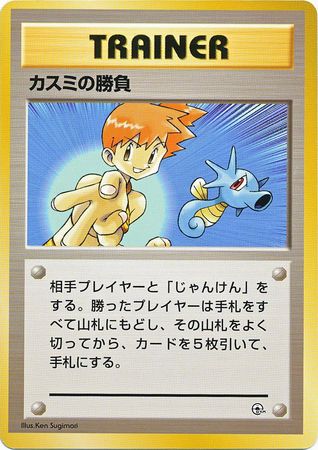 TRAINER
カスミの勝負
相手プレイヤーと「じゃんけん」を
する。勝ったプレイヤーは手札をすべ
て山札にもどし、その山札をよく
切ってから、カードを5枚引いて、
手札にする。
Illus.Ken Sugimori